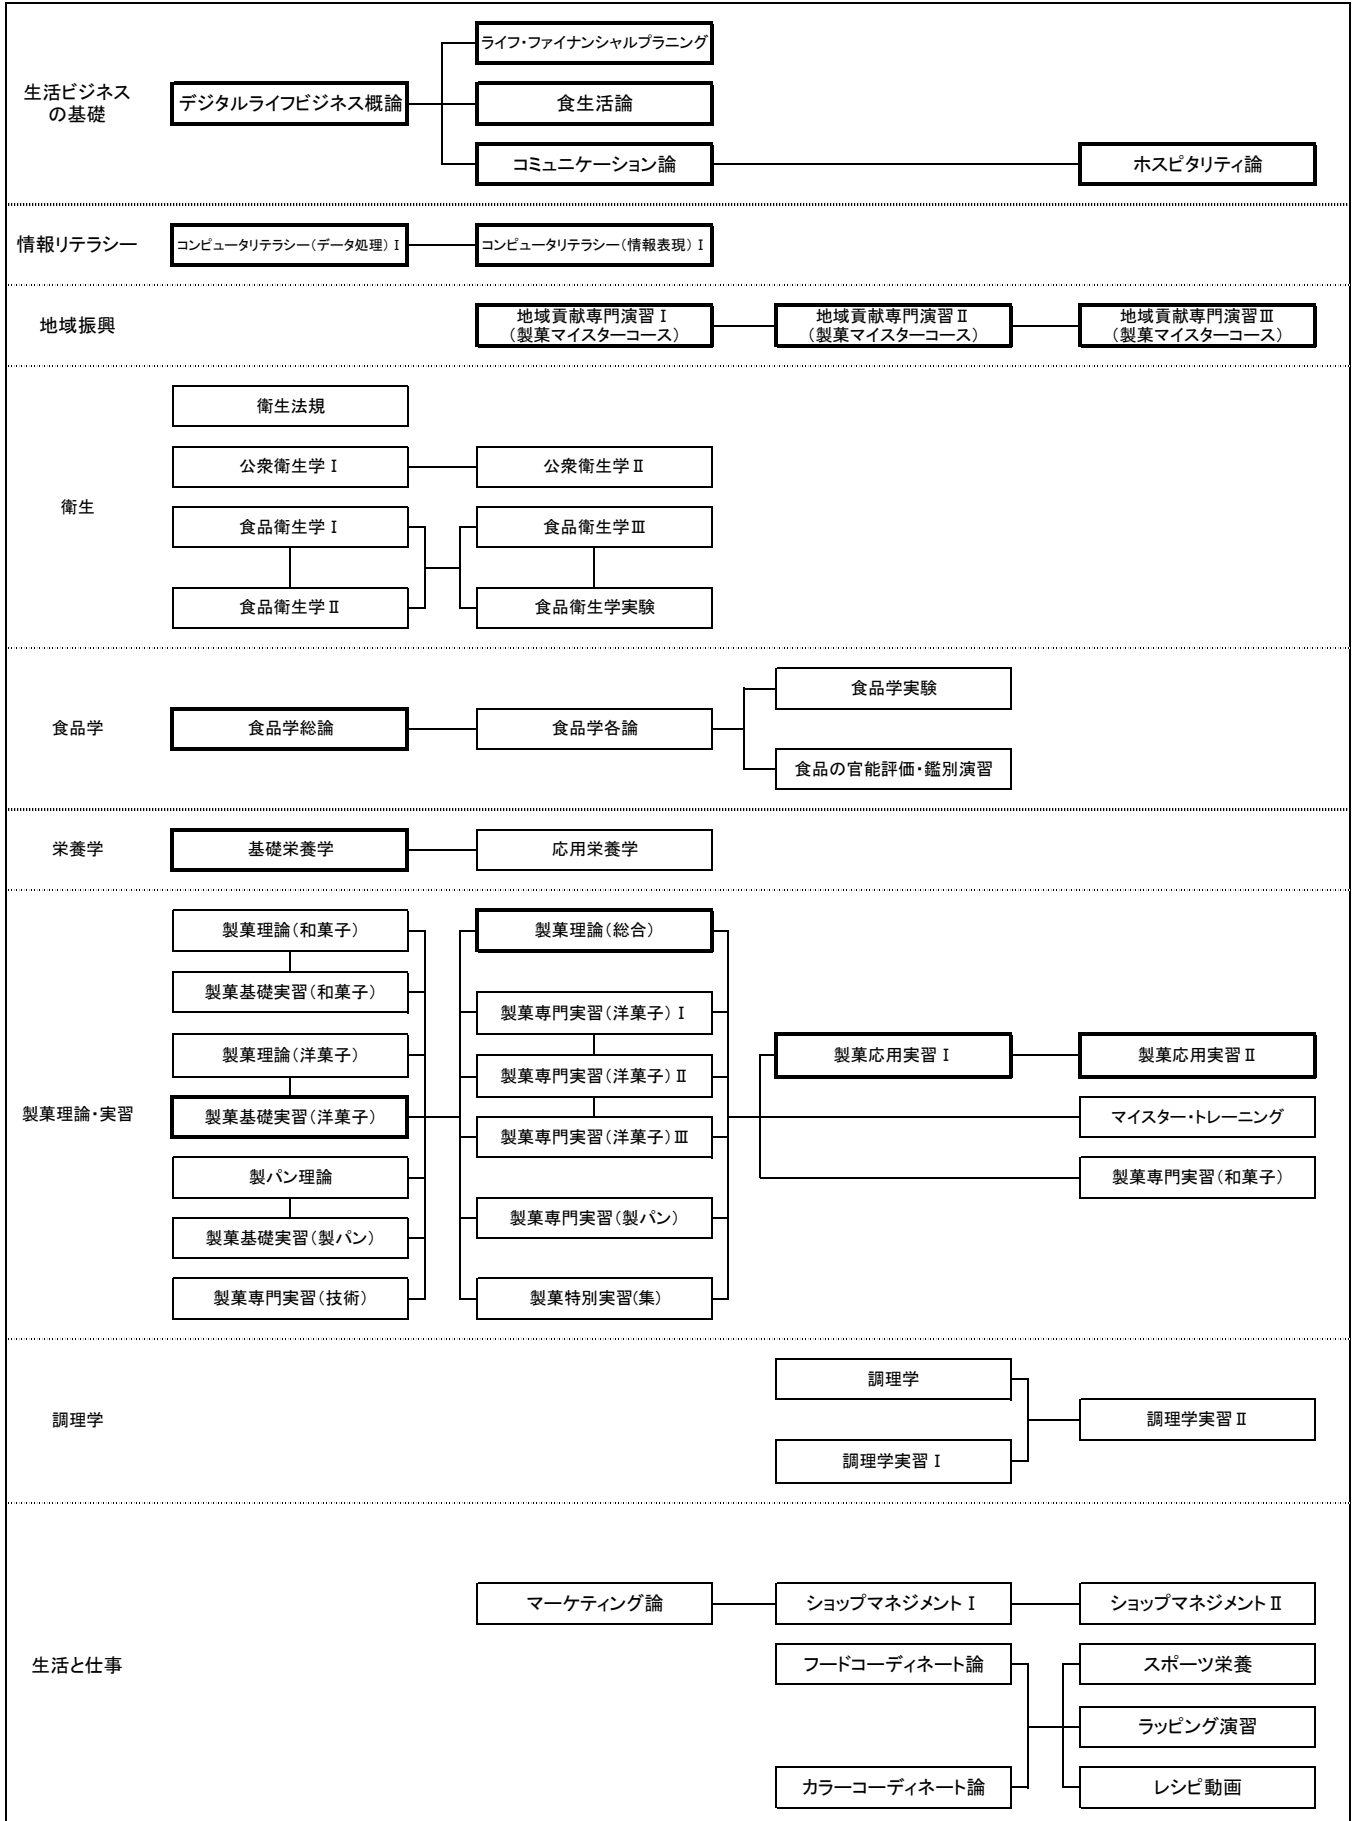 生活ビジネス
の基礎
デジタルライフビジネス概論
ライフ・ファイナンシャルプラニング
食生活論
コミュニケーション論
ホスピタリティ論
情報リテラシー
コンピュータリテラシー(データ処理)Ⅰ
コンピュータリテラシー(情報表現)Ⅰ
地域振興
地域貢献専門演習Ⅰ
(製菓マイスターコース)
地域貢献専門演習Ⅱ
(製菓マイスターコース)
地域貢献専門演習Ⅲ
(製菓マイスターコース)
衛生
衛生法規
公衆衛生学Ⅰ
公衆衛生学Ⅱ
食品衛生学Ⅰ
食品衛生学Ⅲ
食品衛生学Ⅱ
食品衛生学実験
食品学
食品学総論
食品学各論
食品学実験
食品の官能評価・鑑別演習
栄養学
基礎栄養学
応用栄養学
製菓理論・実習
製菓理論(和菓子)
製菓基礎実習(和菓子)
製菓理論(洋菓子)
製菓基礎実習(洋菓子)
製パン理論
製菓基礎実習(製パン)
製菓専門実習(技術)
製菓理論(総合)
製菓専門実習(洋菓子)Ⅰ
製菓専門実習(洋菓子)Ⅱ
製菓専門実習(洋菓子)Ⅲ
製菓専門実習(製パン)
製菓特別実習(集)
製菓応用実習Ⅰ
製菓応用実習Ⅱ
マイスター・トレーニング
製菓専門実習(和菓子)
調理学
調理学
調理学実習Ⅰ
調理学実習Ⅱ
生活と仕事
マーケティング論
ショップマネジメントⅠ
ショップマネジメントⅡ
フードコーディネート論
スポーツ栄養
ラッピング演習
カラーコーディネート論
レシピ動画